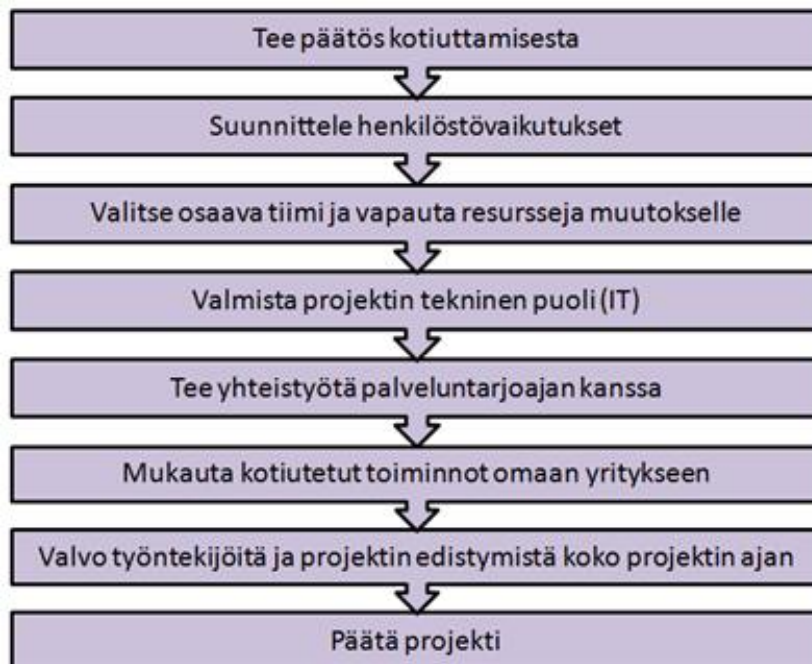 Tee päätös kotiuttamisesta
Suunnittele henkilöstövaikutukset
Valitse osaava tiimi ja vapauta resursseja muutokselle
Valmista projektin tekninen puoli (IT)
Tee yhteistyötä palveluntarjoajan kanssa
Mukauta kotiutetut toiminnot omaan yritykseen
Valvo työntekijöitä ja projektin edistymistä koko projektin ajan
Päätä projekti